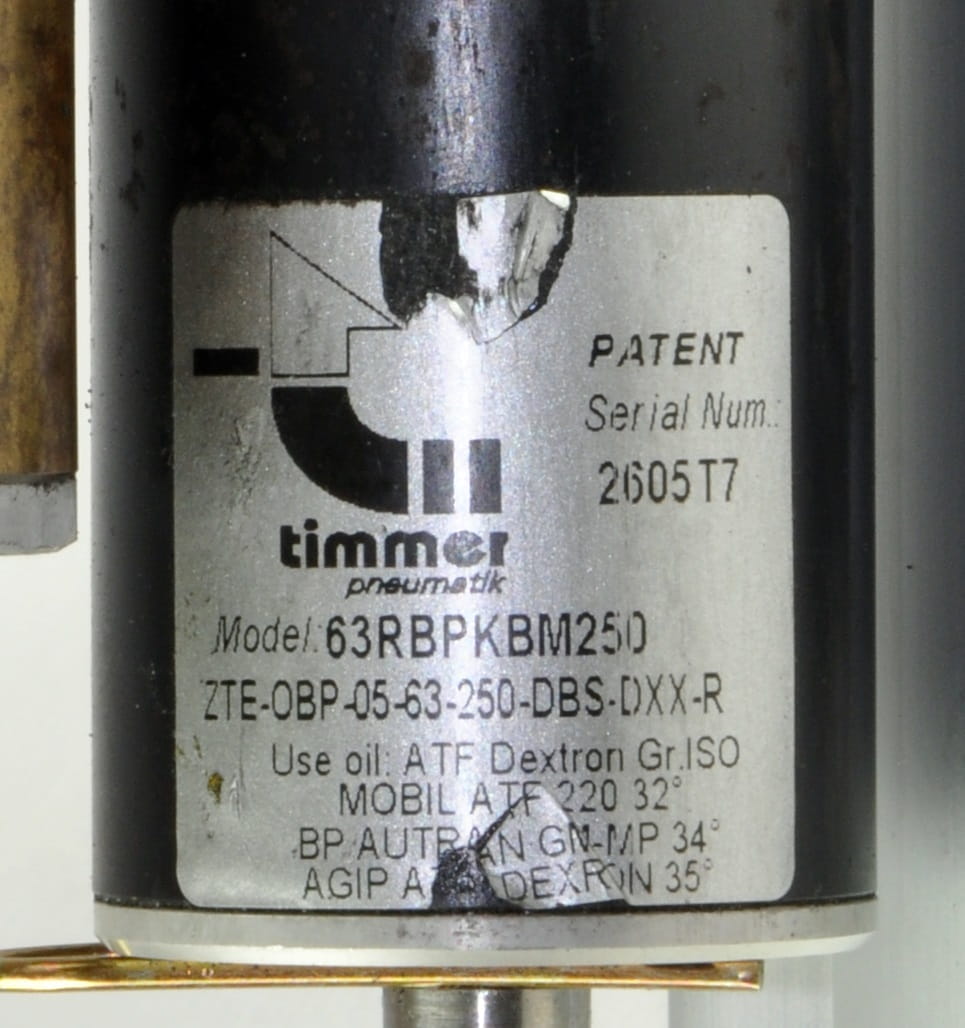 PATENT
Serial Num.:
2605T7
timmer
pneumatik
Model: 63RBPKBM250
ZTE-OBP-05-63-250-DBS-DXX-R
Use oil: ATF Dextron Gr.ISO
MOBIL ATF 220 32°
BP AUTRAN GM-MP 34°
AGIP DEXRON 35°